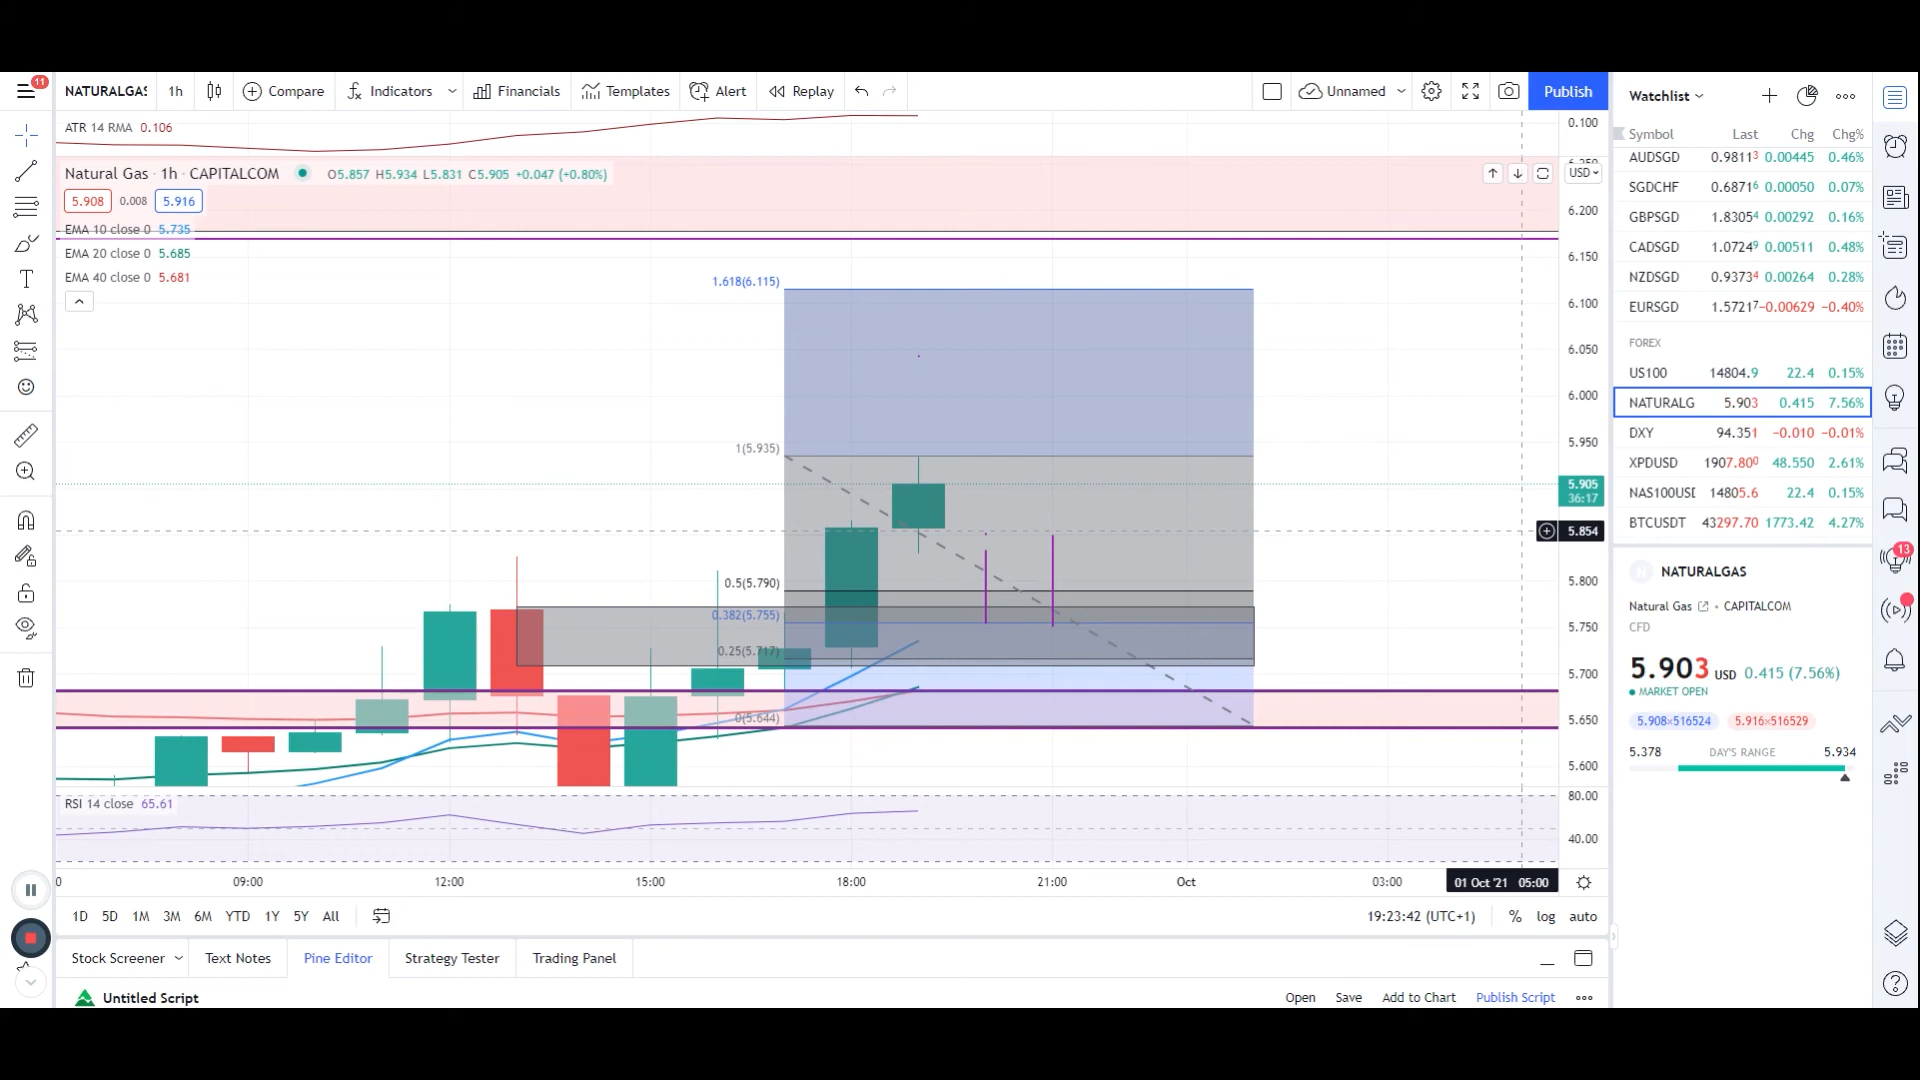 11
NATURALGAS 1h Compare Indicators Financials Templates Alert Replay Unnamed Publish
ATR 14 RMA 0.106
Natural Gas · 1h · CAPITALCOM O5.857 H5.934 L5.831 C5.905 +0.047 (+0.80%)
5.908 0.008 5.916
EMA 10 close 0 5.735
EMA 20 close 0 5.685
EMA 40 close 0 5.681
1.618(6.115)
1(5.935)
0.5(5.790)
0.382(5.755)
0.25(5.717)
0(5.644)
0.100
USD
6.200
6.150
6.100
6.050
6.000
5.950
5.905
36:17
5.854
5.800
5.750
5.700
5.650
5.600
RSI 14 close 65.61
80.00
40.00
0 09:00 12:00 15:00 18:00 21:00 Oct 03:00 01 Oct '21 05:00
1D 5D 1M 3M 6M YTD 1Y 5Y All 19:23:42 (UTC+1) % log auto
Stock Screener Text Notes Pine Editor Strategy Tester Trading Panel
Untitled Script Open Save Add to Chart Publish Script
Watchlist
Symbol Last Chg Chg%
AUDSGD 0.98113 0.00445 0.46%
SGDCHF 0.68716 0.00050 0.07%
GBPSGD 1.83054 0.00292 0.16%
CADSGD 1.07249 0.00511 0.48%
NZDSGD 0.93734 0.00264 0.28%
EURSGD 1.57217 −0.00629 −0.40%
FOREX
US100 14804.9 22.4 0.15%
NATURALG 5.903 0.415 7.56%
DXY 94.351 −0.010 −0.01%
XPDUSD 1907.800 48.550 2.61%
NAS100USD 14805.6 22.4 0.15%
BTCUSDT 43297.70 1773.42 4.27%
N NATURALGAS
Natural Gas • CAPITALCOM
CFD
5.903 USD 0.415 (7.56%)
MARKET OPEN
5.908×516524 5.916×516529
5.378 DAY'S RANGE 5.934
13